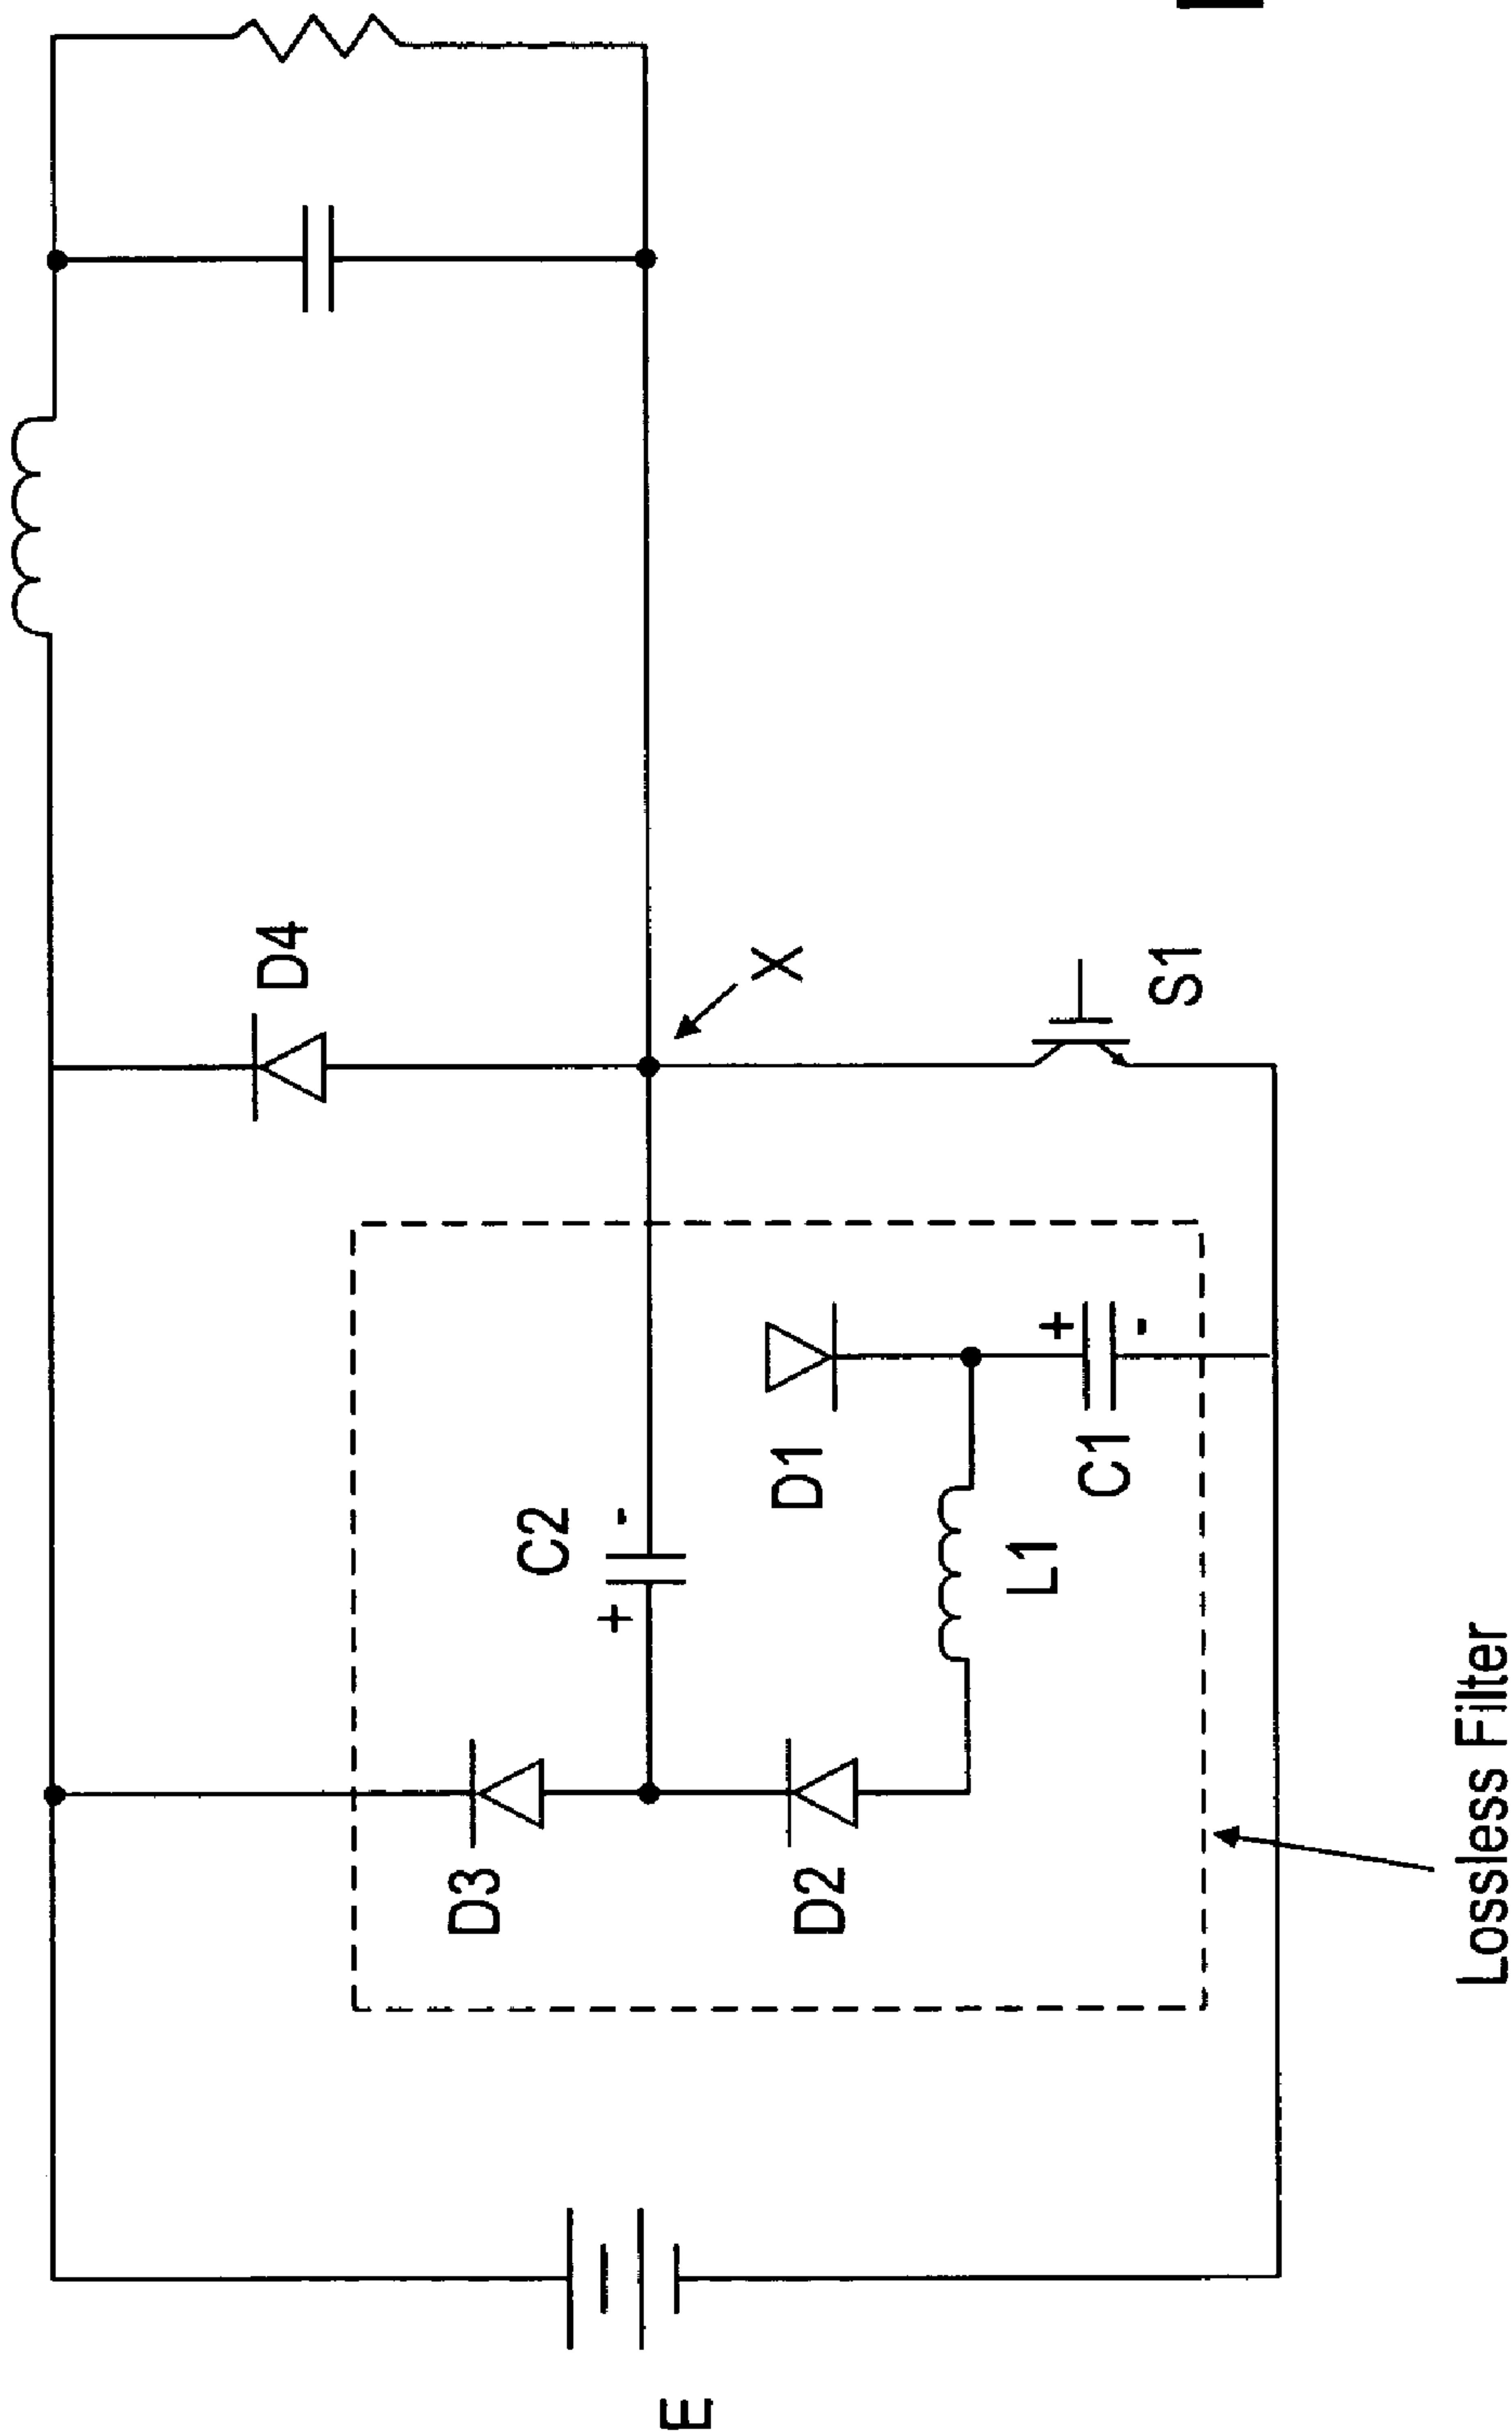 E
D3
D2
C2
+
-
L1
D1
C1
+
-
D4
X
S1
Lossless Filter